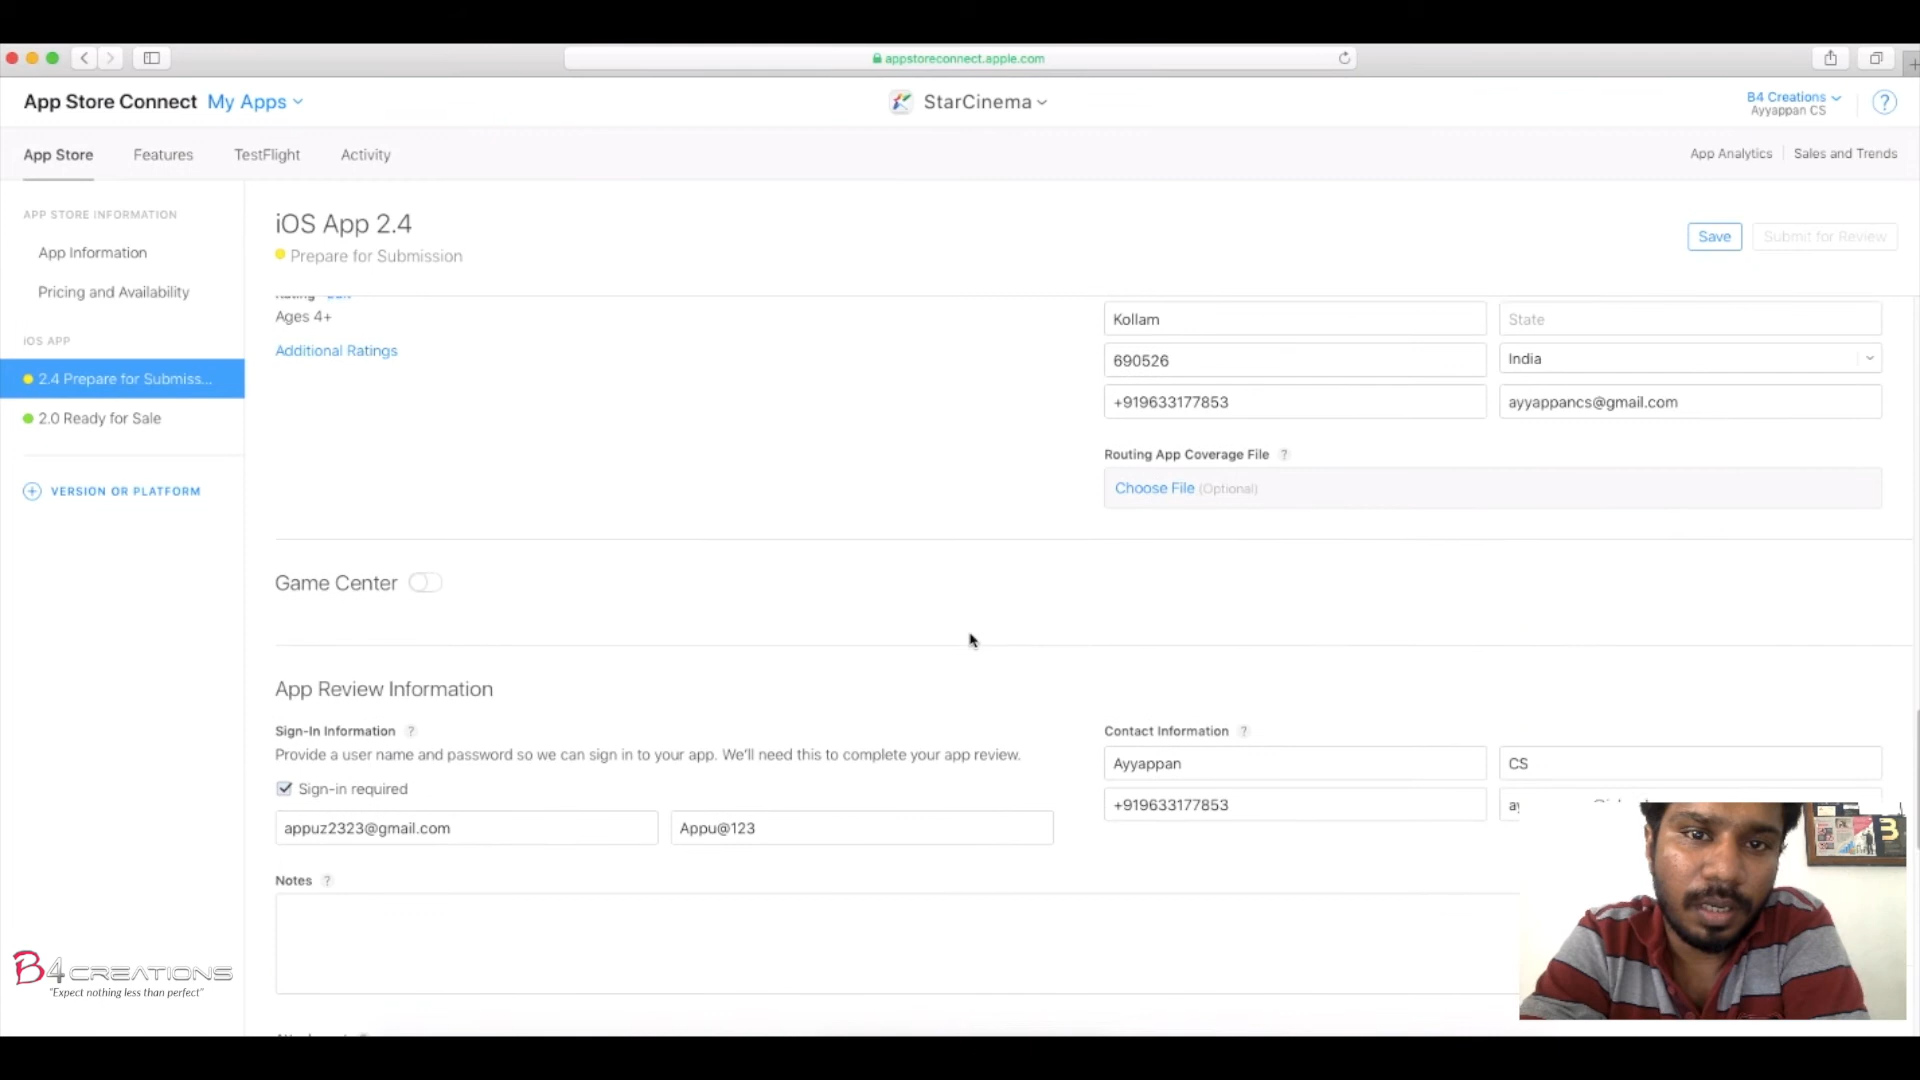 appstoreconnect.apple.com
App Store Connect My Apps
StarCinema
B4 Creations
Ayyappan CS
?
App Store Features TestFlight Activity
App Analytics Sales and Trends
APP STORE INFORMATION
App Information
Pricing and Availability
iOS APP
2.4 Prepare for Submiss...
2.0 Ready for Sale
VERSION OR PLATFORM
iOS App 2.4
Prepare for Submission
Save Submit for Review
Rating Edit
Ages 4+
Additional Ratings
Kollam State
690526 India
+919633177853 ayyappancs@gmail.com
Routing App Coverage File ?
Choose File (Optional)
Game Center
App Review Information
Sign-In Information ?
Provide a user name and password so we can sign in to your app. We'll need this to complete your app review.
Sign-in required
appuz2323@gmail.com Appu@123
Contact Information ?
Ayyappan CS
+919633177853
Notes ?
B4CREATIONS
"Expect nothing less than perfect"